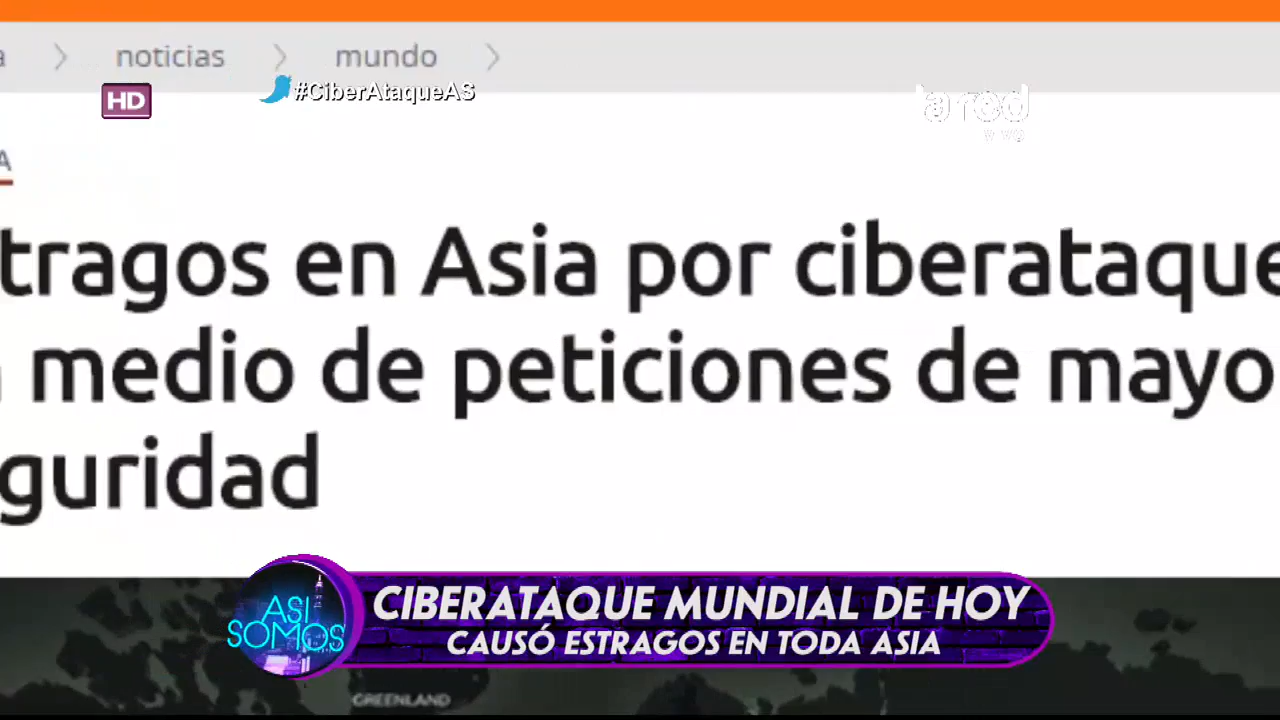 a > noticias > mundo >
HD
#CiberAtaqueAS
la red
vivo
A
tragos en Asia por ciberataque
medio de peticiones de mayo
guridad
ASI
SOMOS
CIBERATAQUE MUNDIAL DE HOY
CAUSÓ ESTRAGOS EN TODA ASIA
GREENLAND